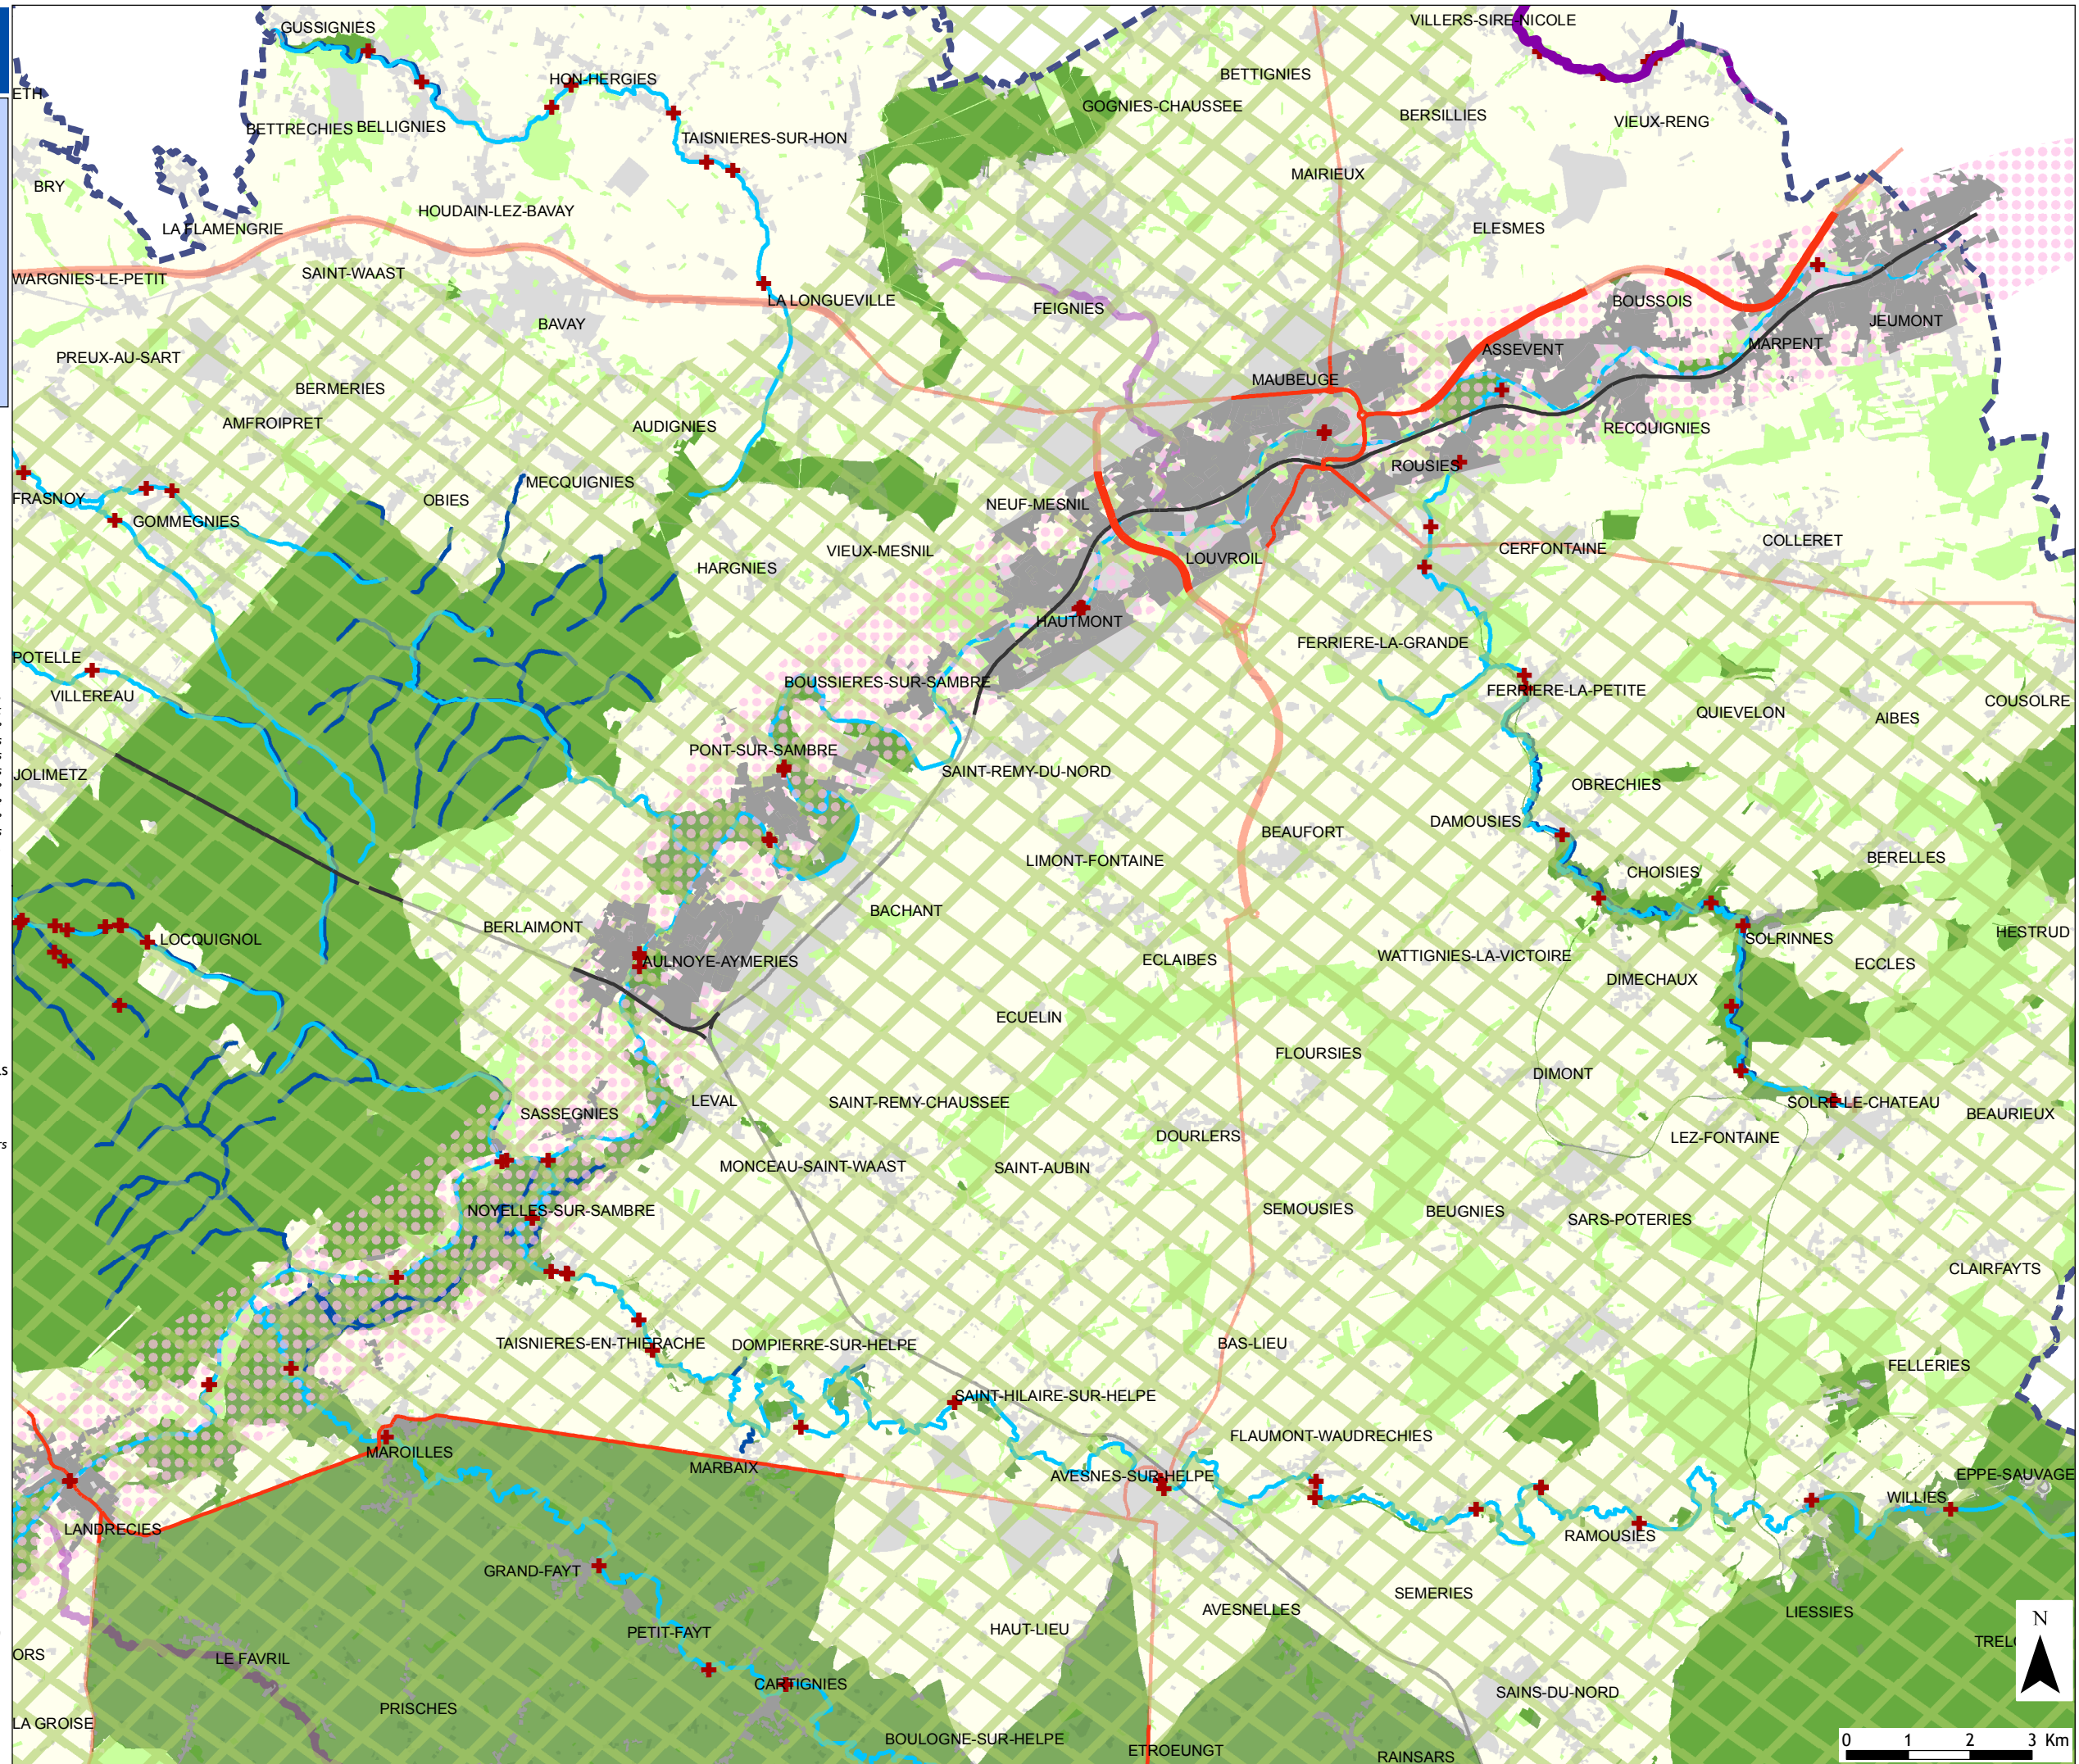 GUSSIGNIES
VILLERS-SIRE-NICOLE
HON-HERGIES
BETTIGNIES
ETH
GOGNIES-CHAUSSEE
BERSILLIES
BETTRECHIES
BELLIGNIES
VIEUX-RENG
TAISNIERES-SUR-HON
MAIRIEUX
BRY
HOUDAIN-LEZ-BAVAY
LA FLAMENGRIE
ELESMES
SAINT-WAAST
WARGNIES-LE-PETIT
LA LONGUEVILLE
FEIGNIES
BOUSSOIS
BAVAY
JEUMONT
PREUX-AU-SART
ASSEVENT
MARPENT
BERMERIES
MAUBEUGE
AMFROIPRET
AUDIGNIES
RECQUIGNIES
ROUSIES
MECQUIGNIES
FRASNOY
OBIES
NEUF-MESNIL
GOMMEGNIES
COLLERET
VIEUX-MESNIL
CERFONTAINE
HARGNIES
LOUVROIL
HAUTMONT
FERRIERE-LA-GRANDE
POTELLE
VILLEREAU
BOUSSIERES-SUR-SAMBRE
FERRIERE-LA-PETITE
COUSOLRE
QUIEVELON
AIBES
PONT-SUR-SAMBRE
JOLIMETZ
SAINT-REMY-DU-NORD
OBRECHIES
DAMOUSIES
BEAUFORT
LIMONT-FONTAINE
BERELLES
CHOISIES
BACHANT
BERLAIMONT
HESTRUD
LOCQUIGNOL
SOLRINNES
WATTIGNIES-LA-VICTOIRE
AULNOYE-AYMERIES
ECLAIBES
ECCLES
DIMECHAUX
ECUELIN
FLOURSIES
DIMONT
LEVAL
SAINT-REMY-CHAUSSEE
SOLRE-LE-CHATEAU
SASSEGNIES
BEAURIEUX
DOURLERS
LEZ-FONTAINE
MONCEAU-SAINT-WAAST
SAINT-AUBIN
NOYELLES-SUR-SAMBRE
SEMOUSIES
BEUGNIES
SARS-POTERIES
CLAIRFAYTS
TAISNIERES-EN-THIERACHE
DOMPIERRE-SUR-HELPE
BAS-LIEU
FELLERIES
SAINT-HILAIRE-SUR-HELPE
FLAUMONT-WAUDRECHIES
MAROILLES
MARBAIX
AVESNES-SUR-HELPE
EPPE-SAUVAGE
WILLIES
LANDRECIES
RAMOUSIES
GRAND-FAYT
SEMERIES
AVESNELLES
LIESSIES
PETIT-FAYT
HAUT-LIEU
N
ORS
LE FAVRIL
CARTIGNIES
SAINS-DU-NORD
PRISCHES
LA GROISE
BOULOGNE-SUR-HELPE
ETROEUNGT
RAINSARS
0 1 2 3 Km